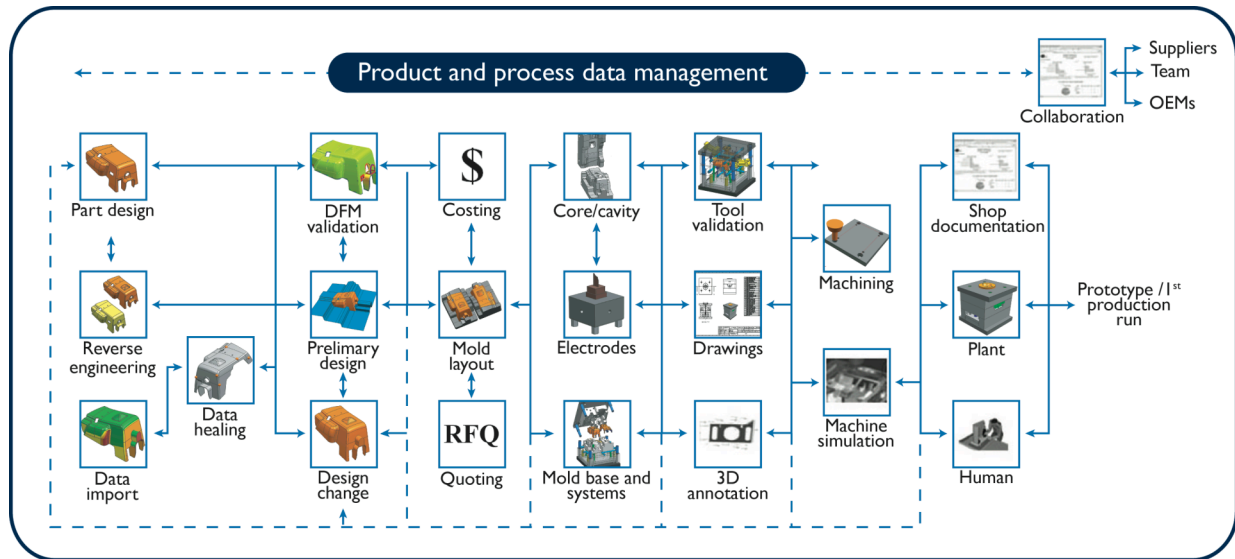 Product and process data management
Suppliers
Team
OEMs
Collaboration
Part design
DFM
validation
$
Costing
Core/cavity
Tool
validation
Machining
Shop
documentation
Reverse
engineering
Prelimary
design
Mold
layout
Electrodes
Drawings
Plant
Prototype /1st
production
run
Data
healing
Machine
simulation
Data
import
Design
change
RFQ
Quoting
Mold base and
systems
3D
annotation
Human